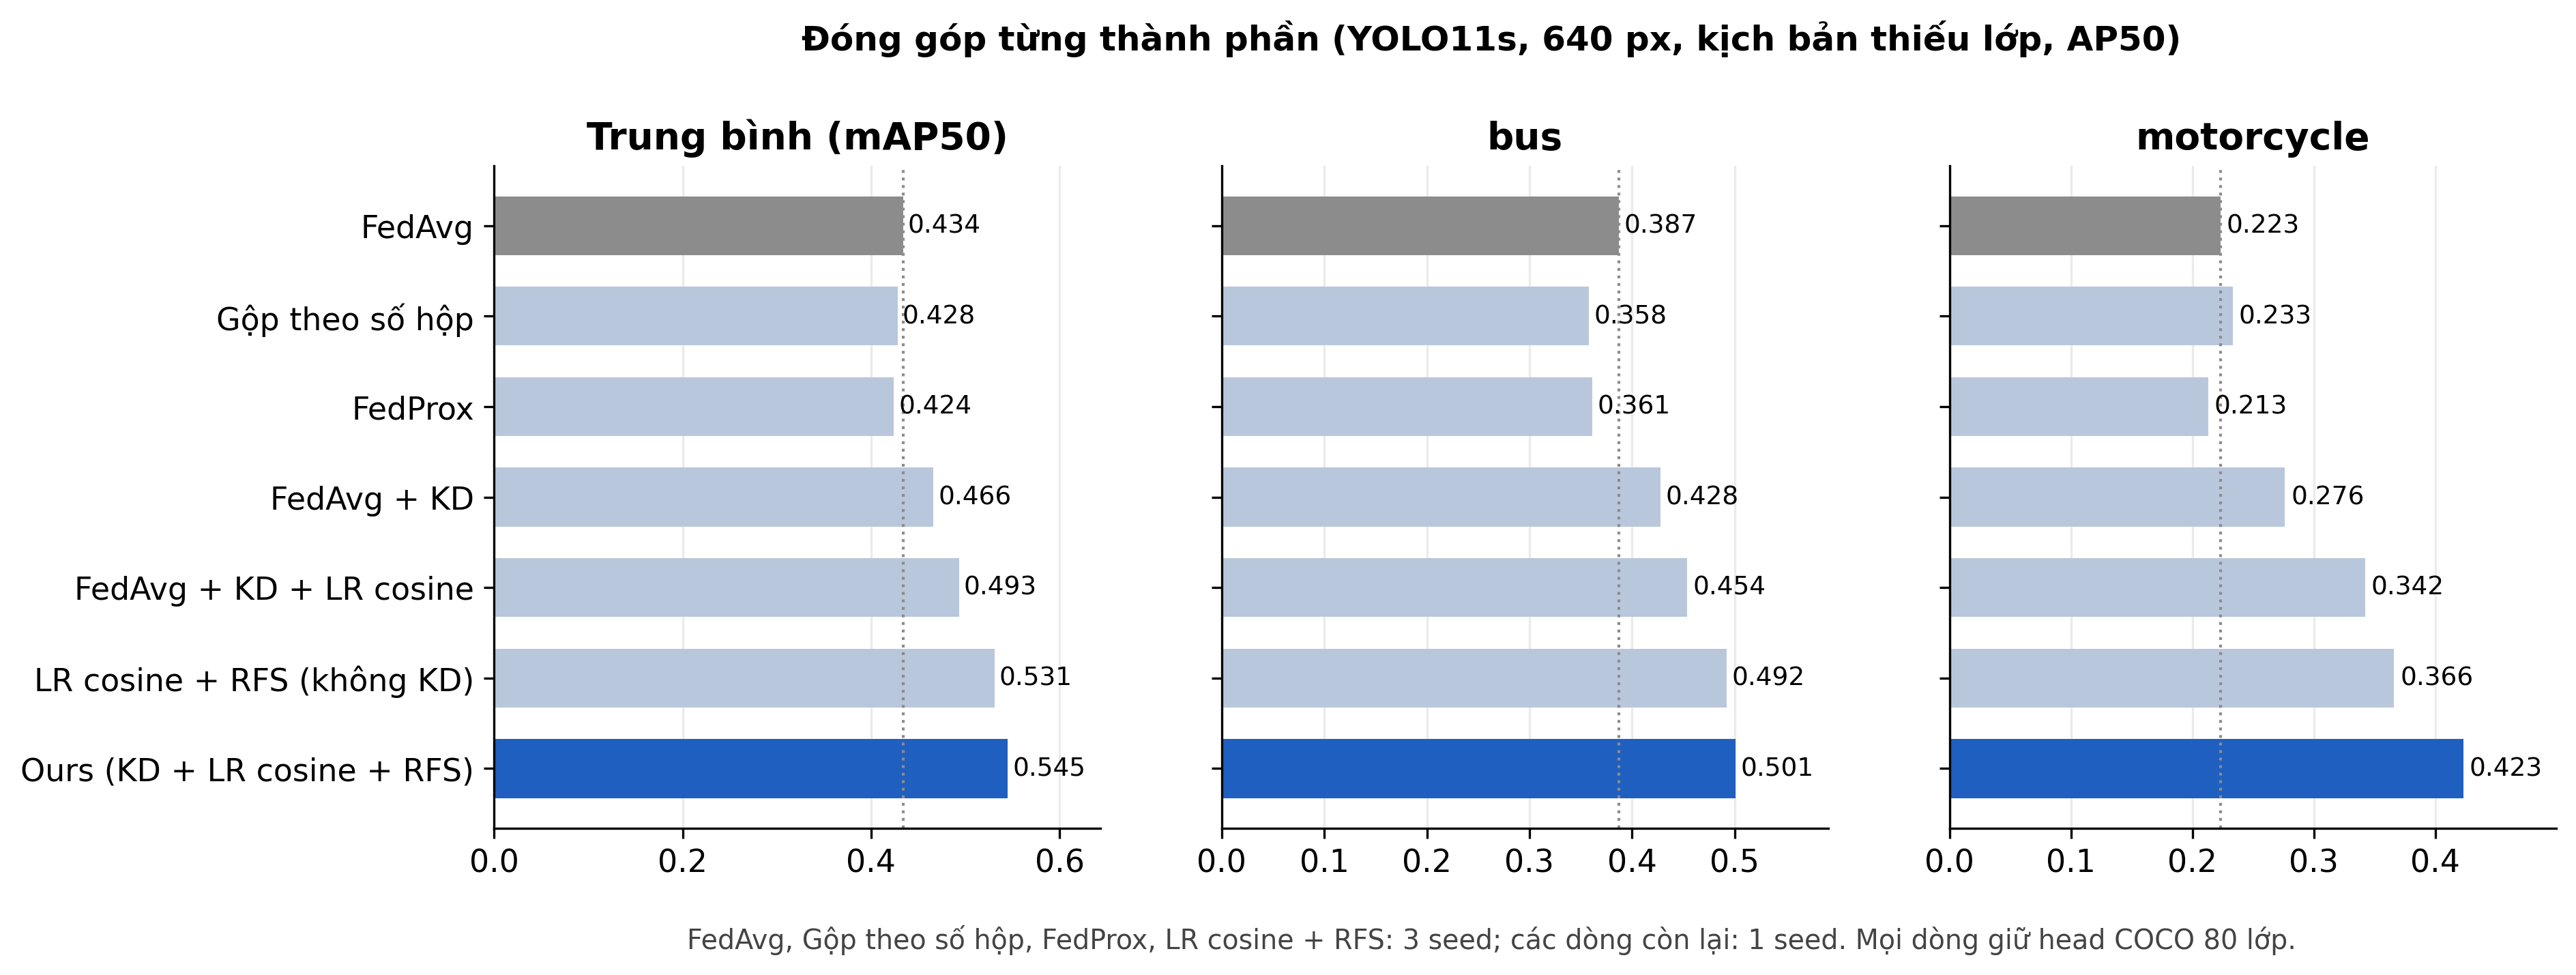 Đóng góp từng thành phần (YOLO11s, 640 px, kịch bản thiếu lớp, AP50)
Trung bình (mAP50)
bus
motorcycle
FedAvg
0.434
0.387
0.223
Gộp theo số hộp
0.428
0.358
0.233
FedProx
0.424
0.361
0.213
FedAvg + KD
0.466
0.428
0.276
FedAvg + KD + LR cosine
0.493
0.454
0.342
LR cosine + RFS (không KD)
0.531
0.492
0.366
Ours (KD + LR cosine + RFS)
0.545
0.501
0.423
0.0 0.2 0.4 0.6
0.0 0.1 0.2 0.3 0.4 0.5
0.0 0.1 0.2 0.3 0.4
FedAvg, Gộp theo số hộp, FedProx, LR cosine + RFS: 3 seed; các dòng còn lại: 1 seed. Mọi dòng giữ head COCO 80 lớp.